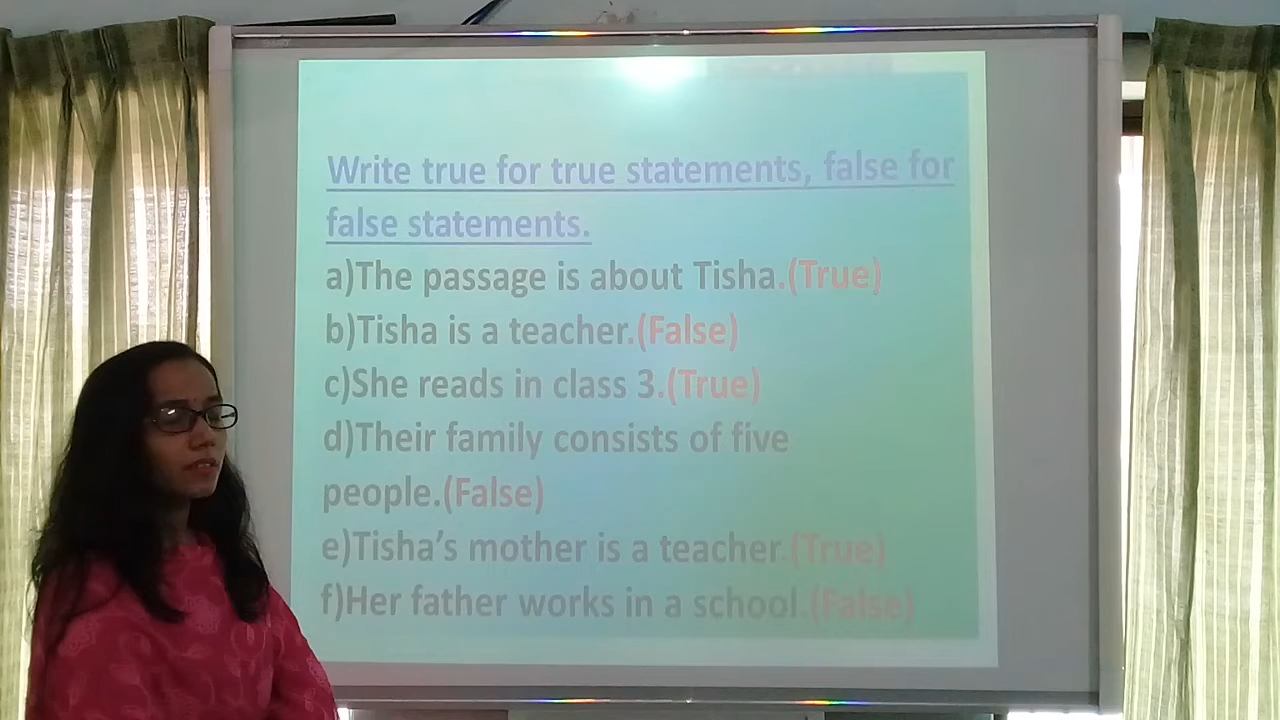 Write true for true statements, false for
false statements.
a)The passage is about Tisha.(True)
b)Tisha is a teacher.(False)
c)She reads in class 3.(True)
d)Their family consists of five
people.(False)
e)Tisha’s mother is a teacher.(True)
f)Her father works in a school.(False)